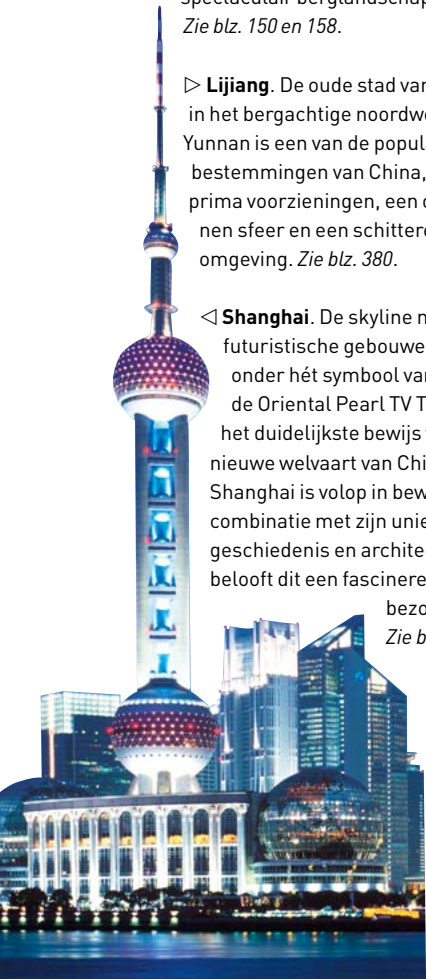 spectaculair berglandschap
Zie blz. 150 en 158.
▷ Lijiang. De oude stad van
in het bergachtige noordwe
Yunnan is een van de popula
bestemmingen van China,
prima voorzieningen, een o
nen sfeer en een schittere
omgeving. Zie blz. 380.
◁ Shanghai. De skyline m
futuristische gebouwe
onder hét symbool van
de Oriental Pearl TV T
het duidelijkste bewijs v
nieuwe welvaart van Chi
Shanghai is volop in bew
combinatie met zijn unie
geschiedenis en archite
belooft dit een fascinere
bezo
Zie b